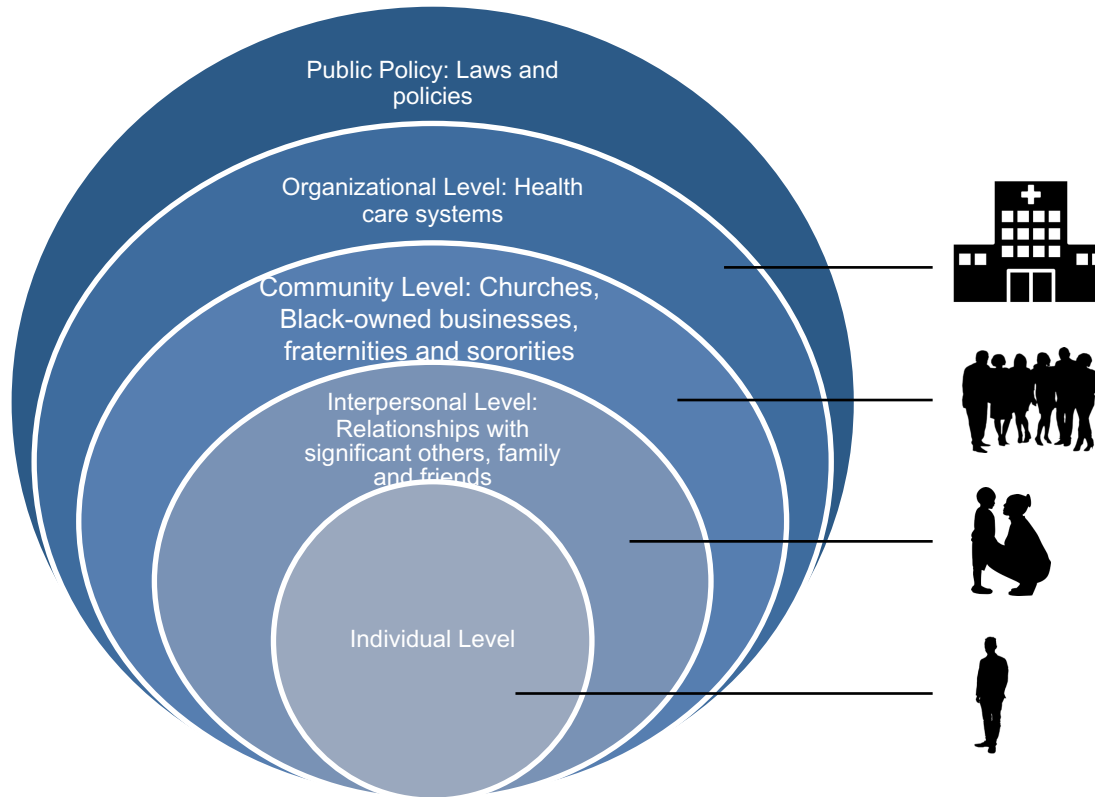 Public Policy: Laws and
policies
Organizational Level: Health
care systems
Community Level: Churches,
Black-owned businesses,
fraternities and sororities
Interpersonal Level:
Relationships with
significant others, family
and friends
Individual Level